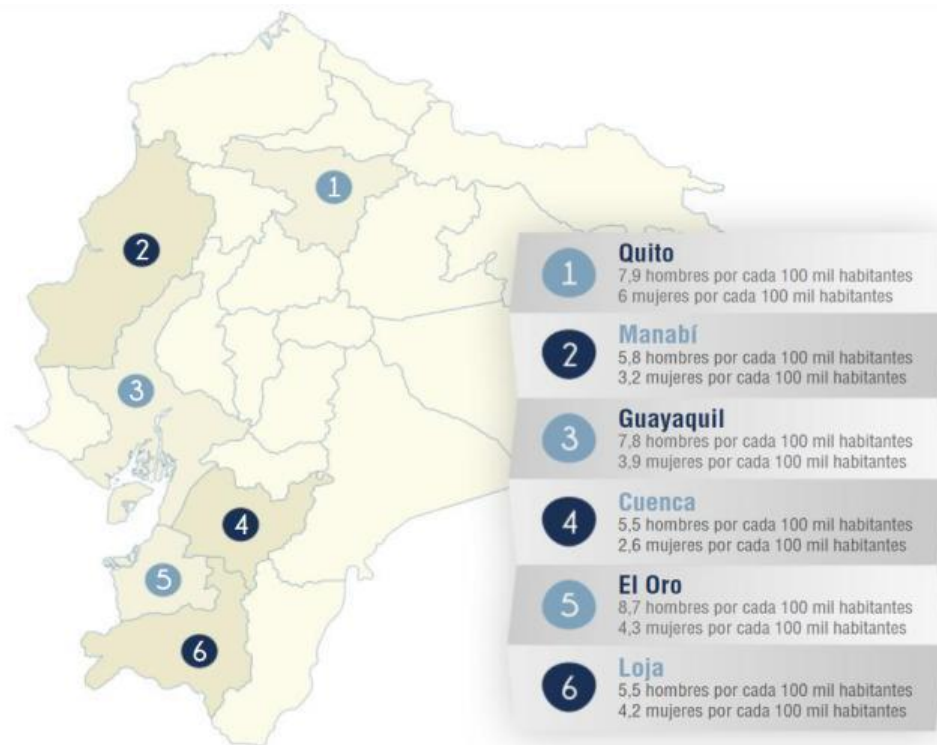 1
2
3
4
5
6
1
Quito
7,9 hombres por cada 100 mil habitantes
6 mujeres por cada 100 mil habitantes
2
Manabí
5,8 hombres por cada 100 mil habitantes
3,2 mujeres por cada 100 mil habitantes
3
Guayaquil
7,8 hombres por cada 100 mil habitantes
3,9 mujeres por cada 100 mil habitantes
4
Cuenca
5,5 hombres por cada 100 mil habitantes
2,6 mujeres por cada 100 mil habitantes
5
El Oro
8,7 hombres por cada 100 mil habitantes
4,3 mujeres por cada 100 mil habitantes
6
Loja
5,5 hombres por cada 100 mil habitantes
4,2 mujeres por cada 100 mil habitantes